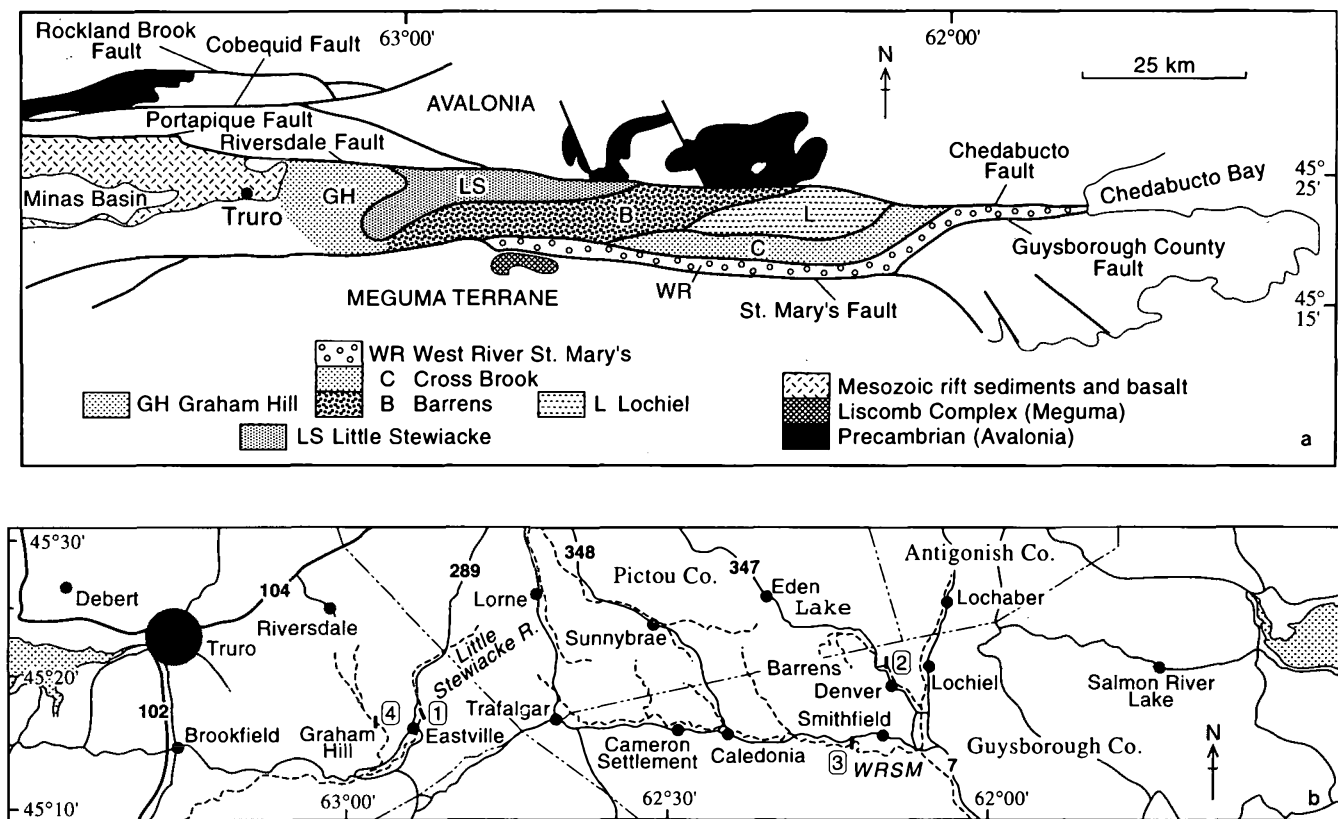 63°00'
62°00'
Rockland Brook
Fault
Cobequid Fault
N
25 km
AVALONIA
Portapique Fault
Riversdale Fault
Chedabucto
Fault
45°
25'
Chedabucto Bay
Minas Basin
Truro
GH
LS
B
L
C
WR
Guysborough County
Fault
MEGUMA TERRANE
St. Mary's Fault
45°
15'
WR West River St. Mary's
C Cross Brook
GH Graham Hill
B Barrens
L Lochiel
LS Little Stewiacke
Mesozoic rift sediments and basalt
Liscomb Complex (Meguma)
Precambrian (Avalonia)
a
45°30'
289
348
347
Antigonish Co.
Pictou Co.
Debert
104
Eden
Lake
Lorne
Lochaber
Riversdale
Truro
Sunnybrae
Little
Stewiacke R.
45°20'
Barrens
2
Denver
Lochiel
Salmon River
Lake
102
4
1
Trafalgar
Smithfield
Graham
Hill
Eastville
Brookfield
Cameron
Settlement
Caledonia
3
WRSM
7
Guysborough Co.
N
45°10'
63°00'
62°30'
62°00'
b